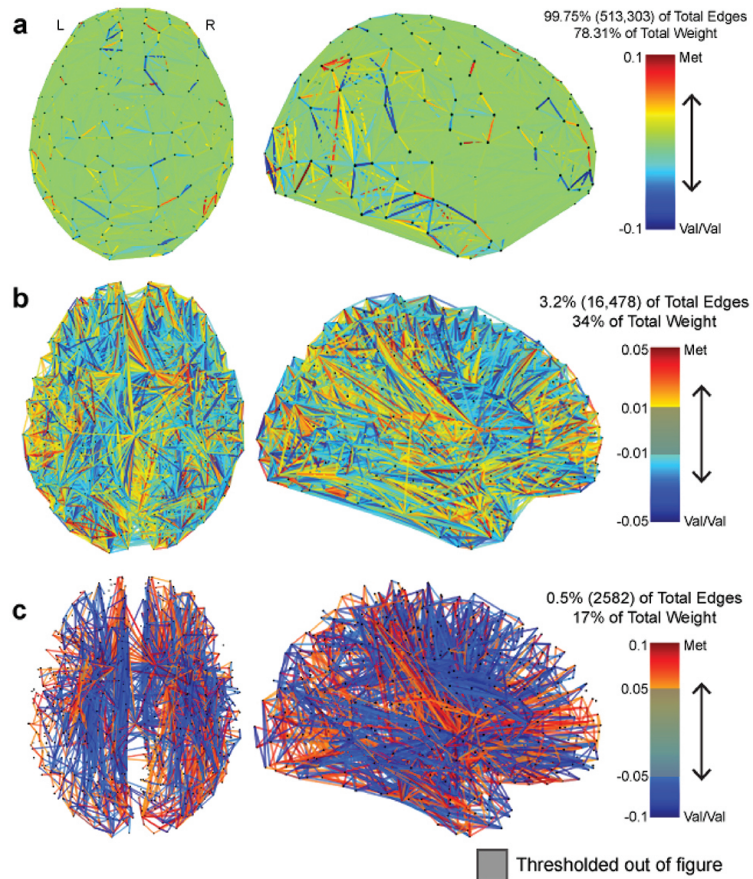 a
L
R
99.75% (513,303) of Total Edges
78.31% of Total Weight
0.1
Met
-0.1
Val/Val
b
3.2% (16,478) of Total Edges
34% of Total Weight
0.05
Met
0.01
-0.01
-0.05
Val/Val
c
0.5% (2582) of Total Edges
17% of Total Weight
0.1
Met
0.05
-0.05
-0.1
Val/Val
Thresholded out of figure